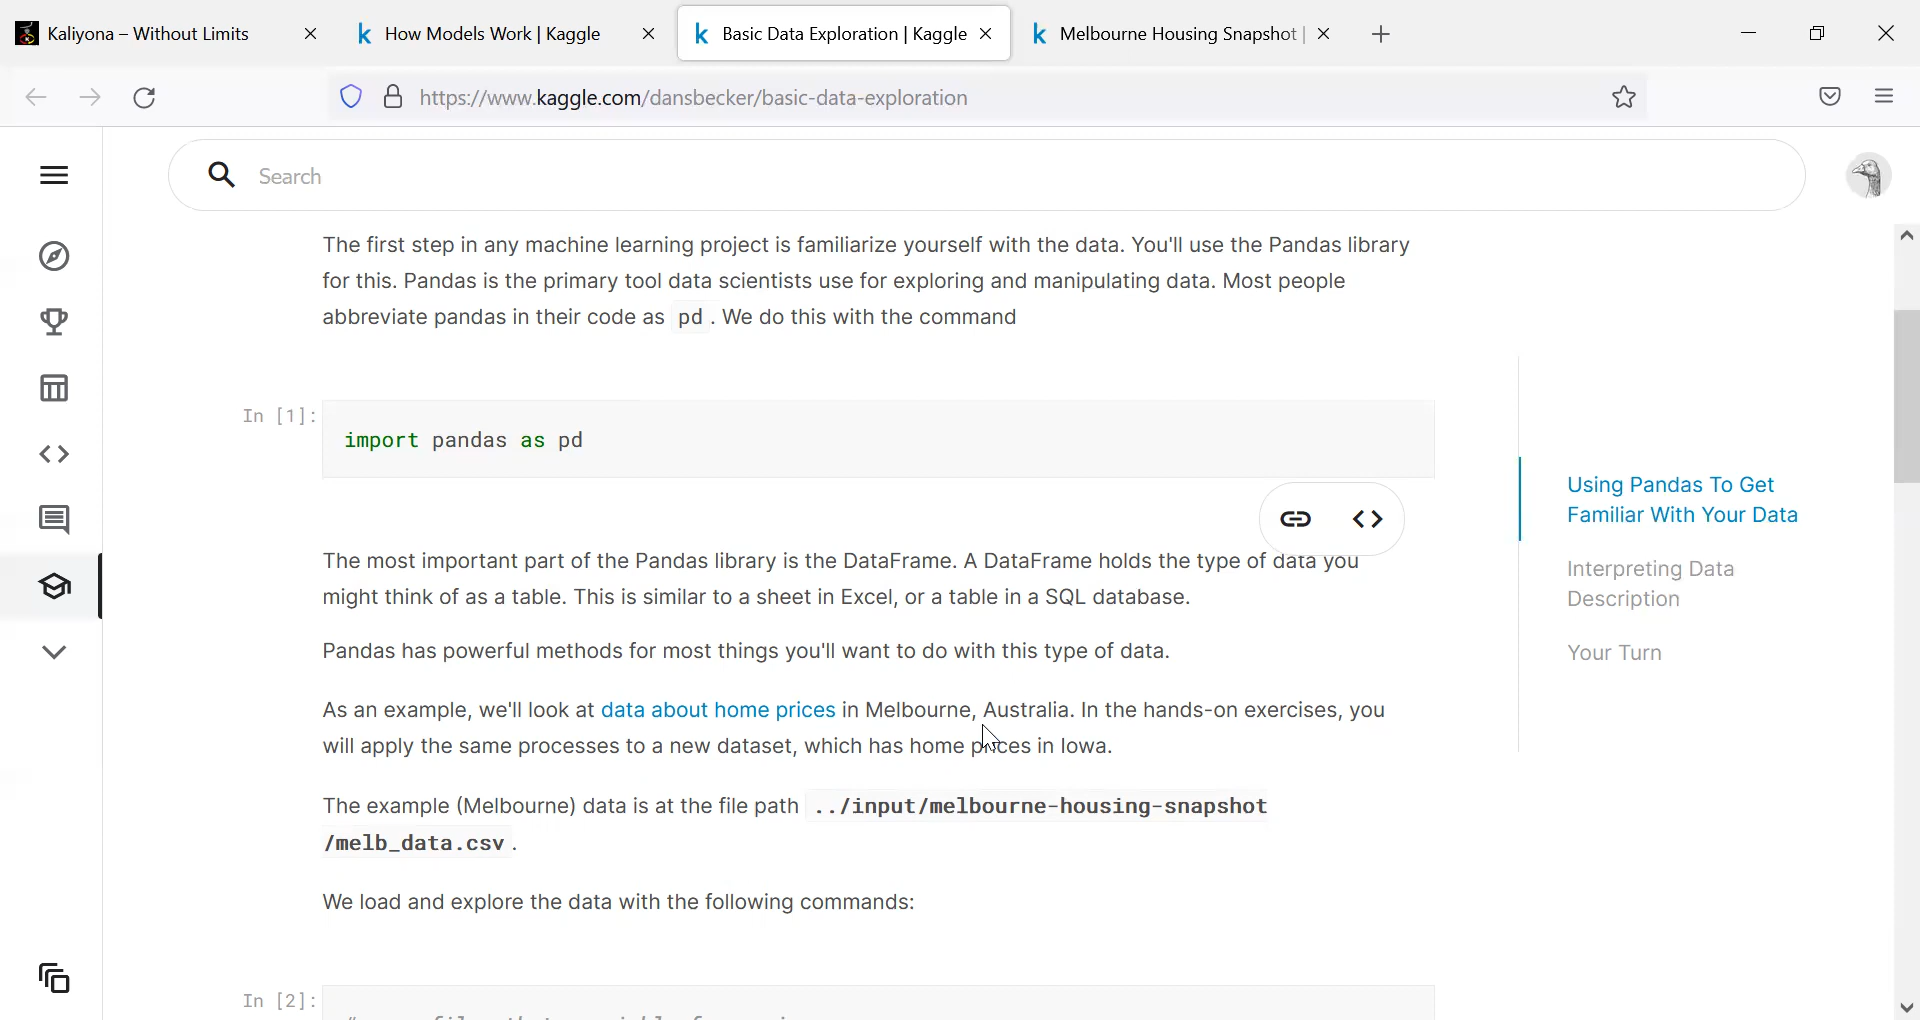 Kaliyona – Without Limits
How Models Work | Kaggle
Basic Data Exploration | Kaggle
Melbourne Housing Snapshot |
https://www.kaggle.com/dansbecker/basic-data-exploration
Search
The first step in any machine learning project is familiarize yourself with the data. You'll use the Pandas library
for this. Pandas is the primary tool data scientists use for exploring and manipulating data. Most people
abbreviate pandas in their code as pd . We do this with the command
In [1]:
import pandas as pd
The most important part of the Pandas library is the DataFrame. A DataFrame holds the type of data you
might think of as a table. This is similar to a sheet in Excel, or a table in a SQL database.
Pandas has powerful methods for most things you'll want to do with this type of data.
As an example, we'll look at data about home prices in Melbourne, Australia. In the hands-on exercises, you
will apply the same processes to a new dataset, which has home prices in Iowa.
The example (Melbourne) data is at the file path ../input/melbourne-housing-snapshot
/melb_data.csv .
We load and explore the data with the following commands:
In [2]:
Using Pandas To Get
Familiar With Your Data
Interpreting Data
Description
Your Turn